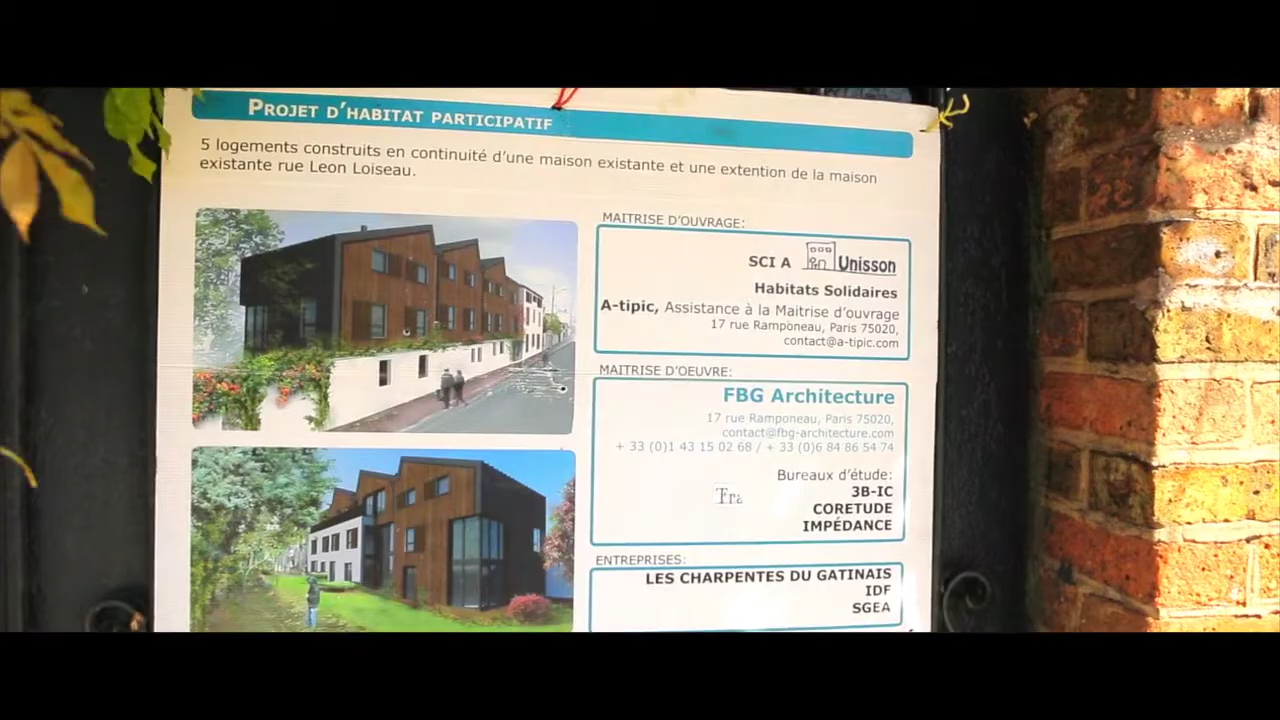 PROJET D'HABITAT PARTICIPATIF
5 logements construits en continuité d'une maison existante et une extention de la maison
existante rue Leon Loiseau.
MAITRISE D'OUVRAGE:
SCI A Unisson
Habitats Solidaires
A-tipic, Assistance à la Maitrise d'ouvrage
17 rue Ramponeau, Paris 75020,
contact@a-tipic.com
MAITRISE D'OEUVRE:
FBG Architecture
17 rue Ramponeau, Paris 75020,
contact@fbg-architecture.com
+ 33 (0)1 43 15 02 68 / + 33 (0)6 84 86 54 74
Bureaux d'étude:
3B-IC
Tra
CORETUDE
IMPÉDANCE
ENTREPRISES:
LES CHARPENTES DU GATINAIS
IDF
SGEA